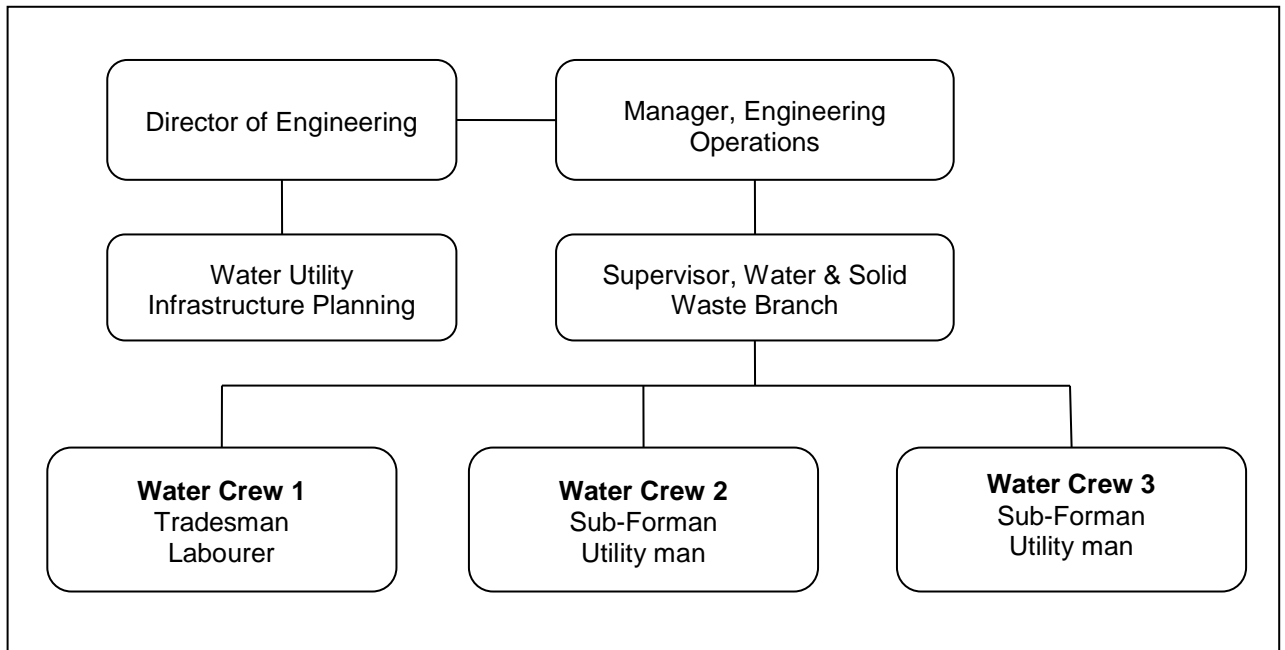 Director of Engineering
Manager, Engineering
Operations
Water Utility
Infrastructure Planning
Supervisor, Water & Solid
Waste Branch
Water Crew 1
Tradesman
Labourer
Water Crew 2
Sub-Forman
Utility man
Water Crew 3
Sub-Forman
Utility man